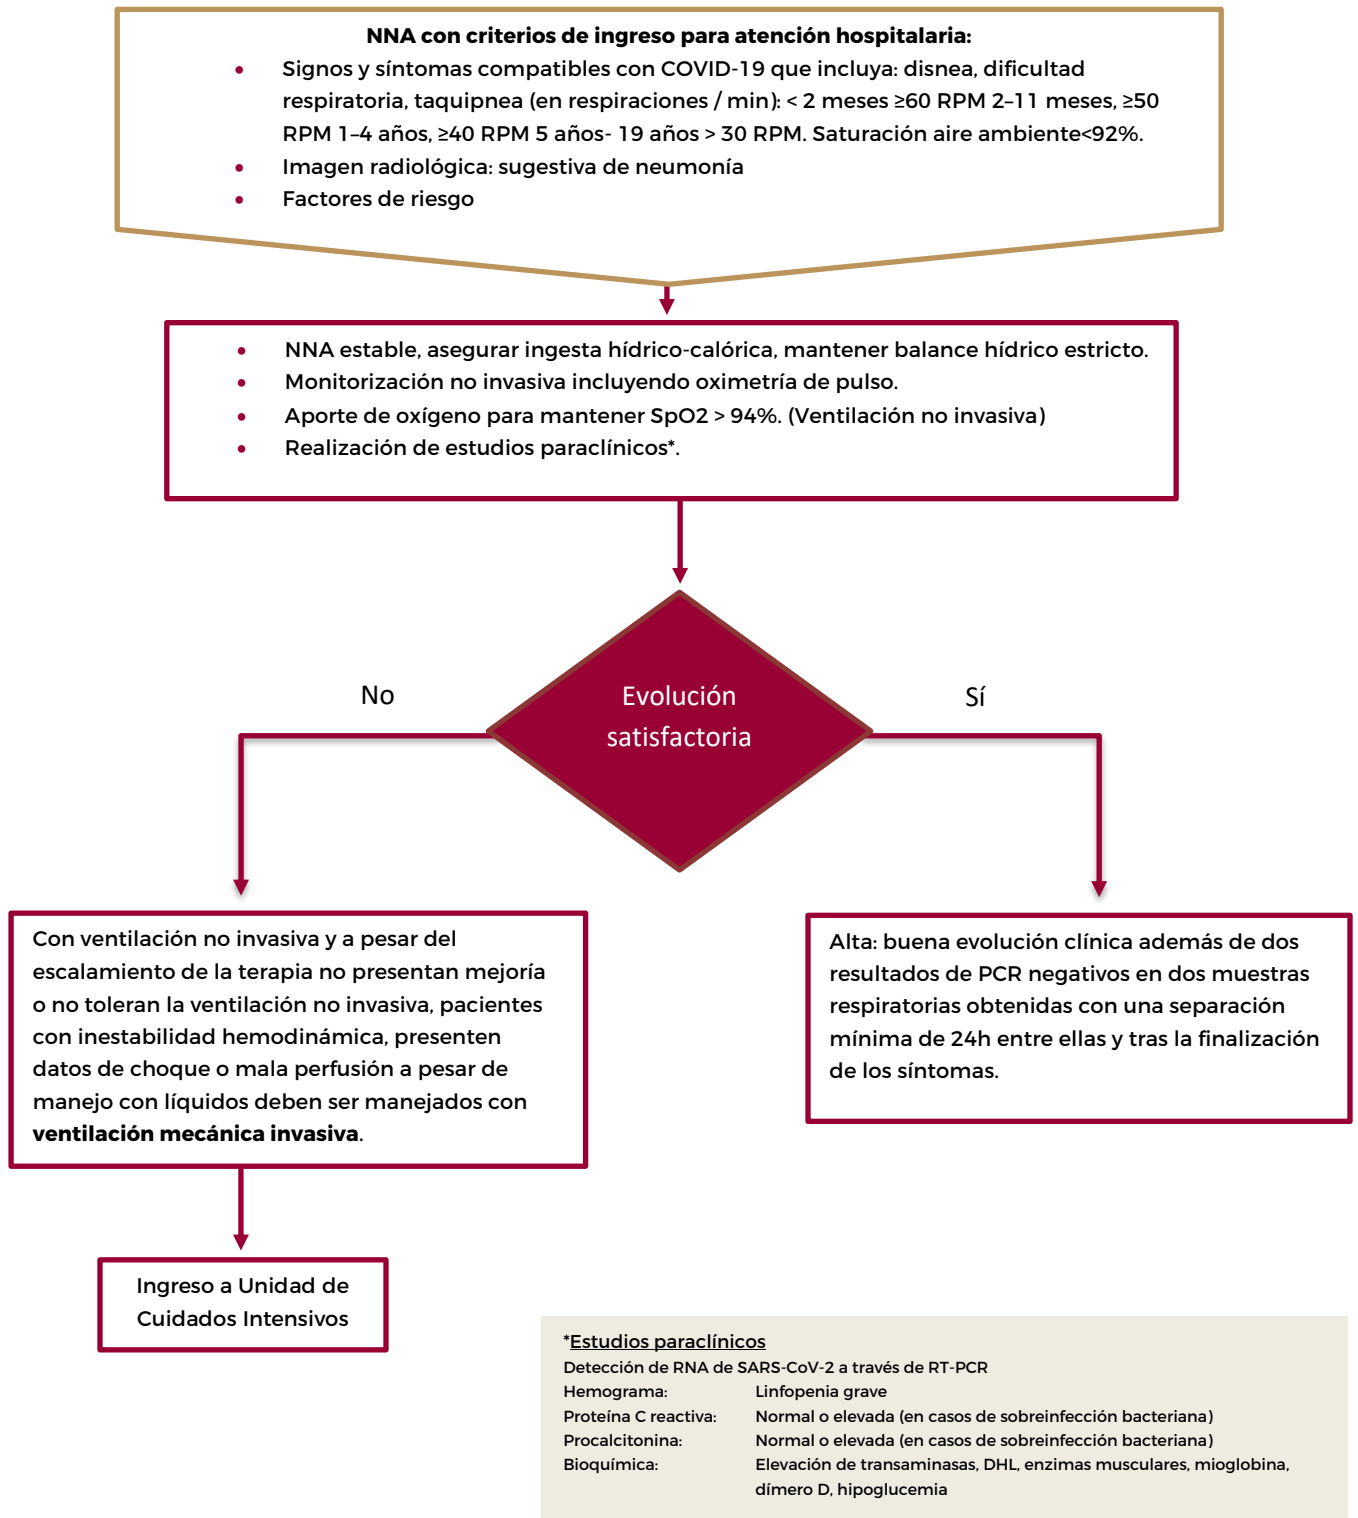 NNA con criterios de ingreso para atención hospitalaria:
• Signos y síntomas compatibles con COVID-19 que incluya: disnea, dificultad
respiratoria, taquipnea (en respiraciones / min): < 2 meses ≥60 RPM 2–11 meses, ≥50
RPM 1–4 años, ≥40 RPM 5 años- 19 años > 30 RPM. Saturación aire ambiente<92%.
• Imagen radiológica: sugestiva de neumonía
• Factores de riesgo
• NNA estable, asegurar ingesta hídrico-calórica, mantener balance hídrico estricto.
• Monitorización no invasiva incluyendo oximetría de pulso.
• Aporte de oxígeno para mantener SpO2 > 94%. (Ventilación no invasiva)
• Realización de estudios paraclínicos*.
Evolución
satisfactoria
No
Sí
Con ventilación no invasiva y a pesar del
escalamiento de la terapia no presentan mejoría
o no toleran la ventilación no invasiva, pacientes
con inestabilidad hemodinámica, presenten
datos de choque o mala perfusión a pesar de
manejo con líquidos deben ser manejados con
ventilación mecánica invasiva.
Alta: buena evolución clínica además de dos
resultados de PCR negativos en dos muestras
respiratorias obtenidas con una separación
mínima de 24h entre ellas y tras la finalización
de los síntomas.
Ingreso a Unidad de
Cuidados Intensivos
*Estudios paraclínicos
Detección de RNA de SARS-CoV-2 a través de RT-PCR
Hemograma: Linfopenia grave
Proteína C reactiva: Normal o elevada (en casos de sobreinfección bacteriana)
Procalcitonina: Normal o elevada (en casos de sobreinfección bacteriana)
Bioquímica: Elevación de transaminasas, DHL, enzimas musculares, mioglobina,
dímero D, hipoglucemia